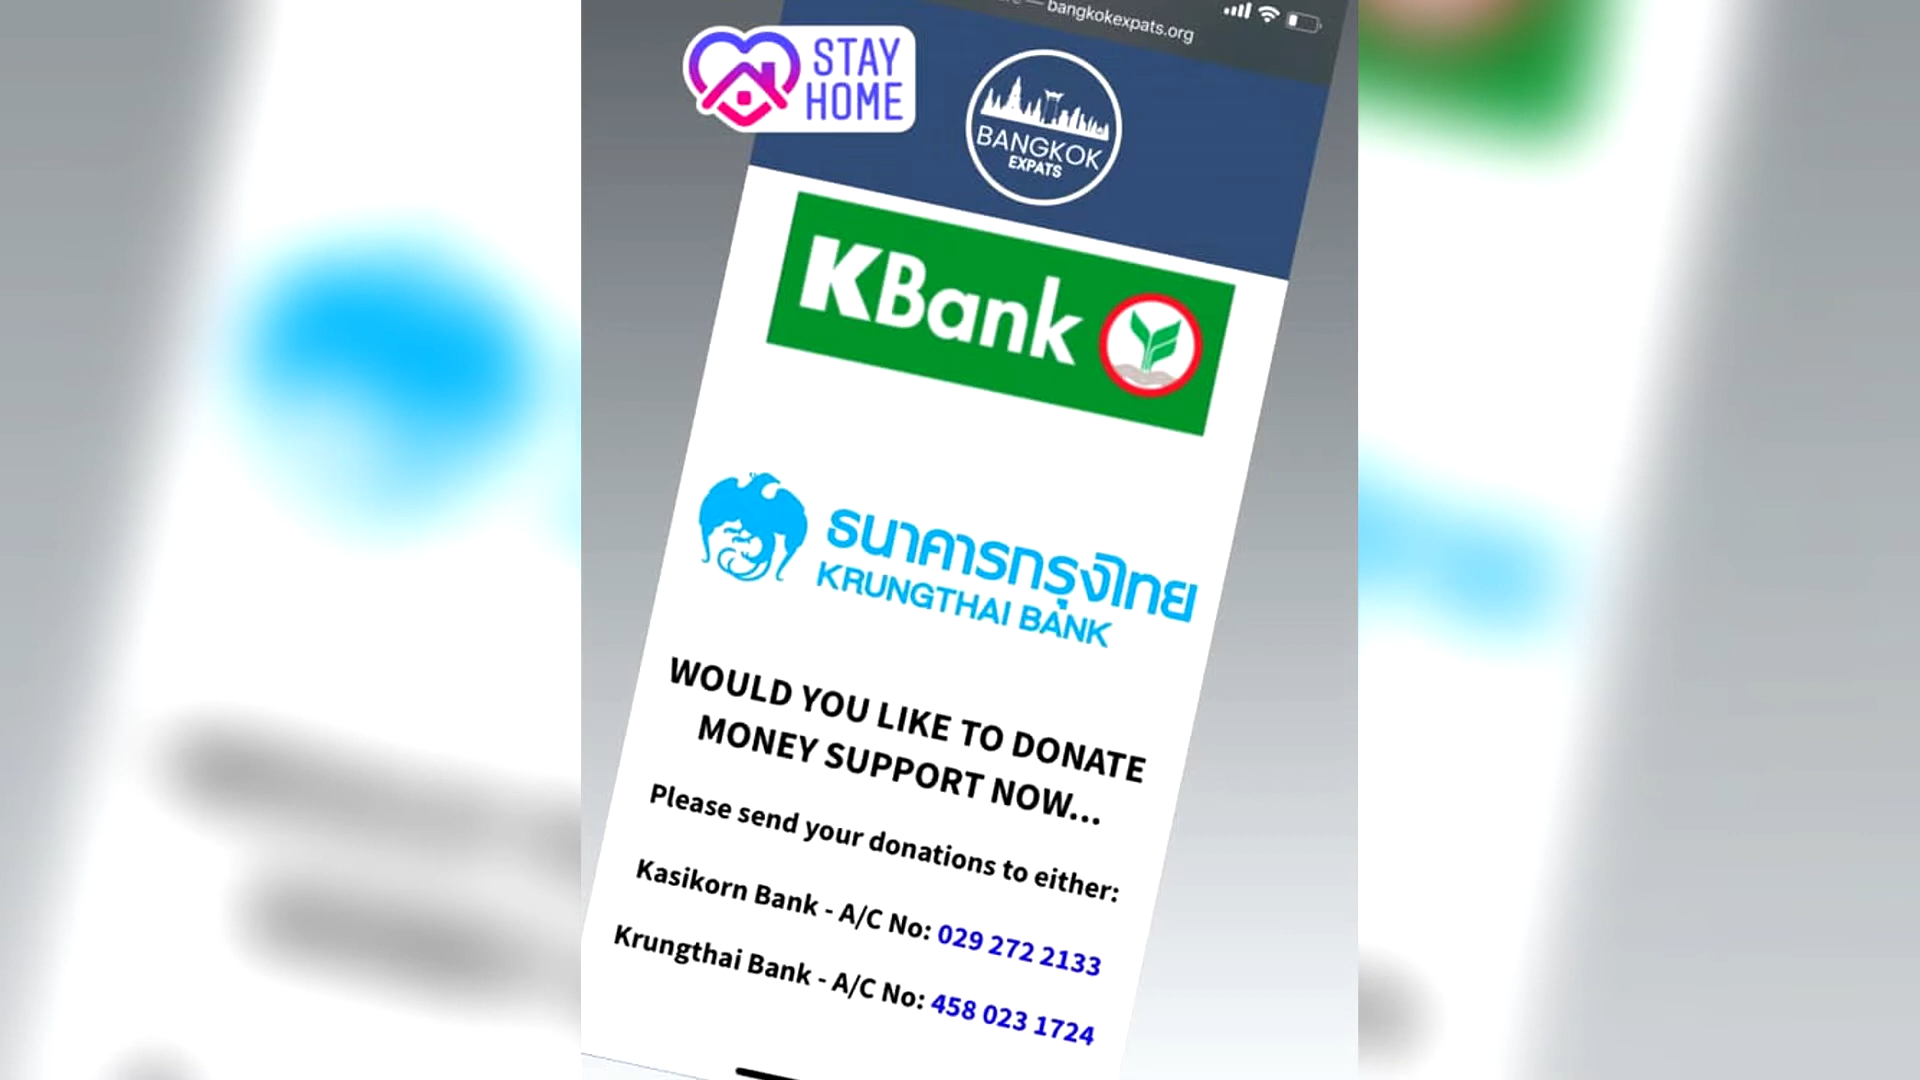 — bangkokexpats.org
STAY
HOME
BANGKOK
EXPATS
KBank
ธนาคารกรุงไทย
KRUNGTHAI BANK
WOULD YOU LIKE TO DONATE
MONEY SUPPORT NOW...
Please send your donations to either:
Kasikorn Bank - A/C No: 029 272 2133
Krungthai Bank - A/C No: 458 023 1724